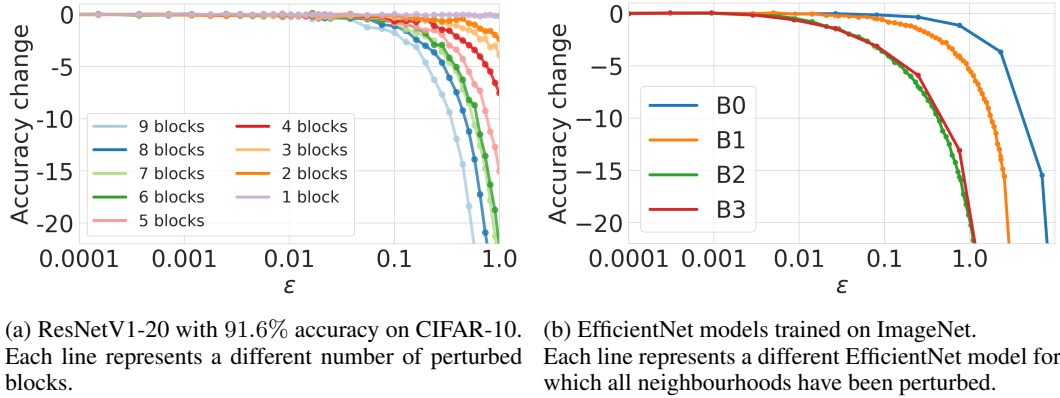 0
-5
-10
-15
-20
Accuracy change
9 blocks
8 blocks
7 blocks
6 blocks
5 blocks
4 blocks
3 blocks
2 blocks
1 block
0.0001 0.001 0.01 0.1 1.0
ε
0
−5
−10
−15
−20
Accuracy change
B0
B1
B2
B3
0.0001 0.001 0.01 0.1 1.0
ε
(a) ResNetV1-20 with 91.6% accuracy on CIFAR-10.
Each line represents a different number of perturbed
blocks.
(b) EfficientNet models trained on ImageNet.
Each line represents a different EfficientNet model for
which all neighbourhoods have been perturbed.